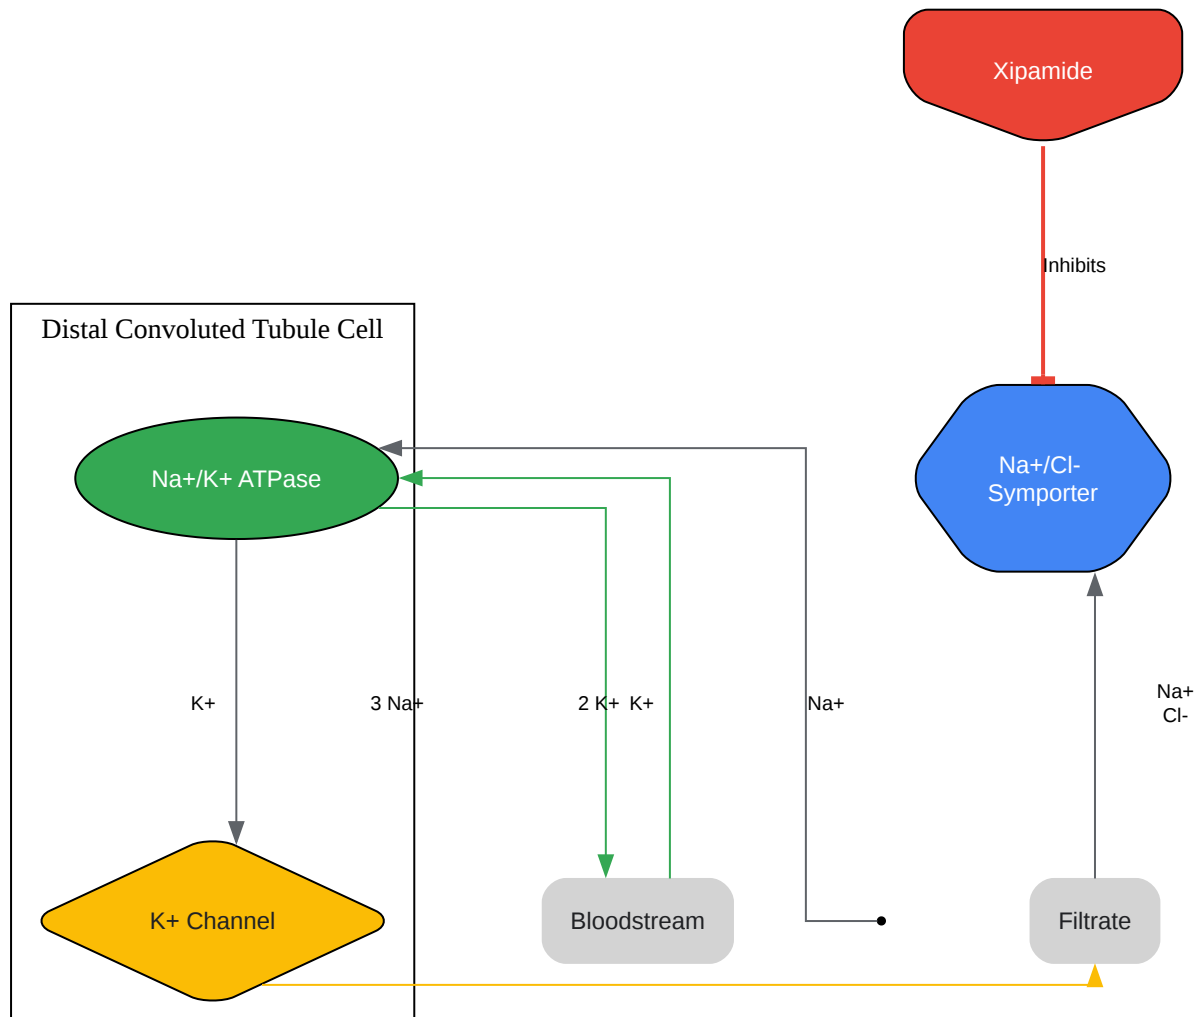 Xipamide
Inhibits
Distal Convoluted Tubule Cell
Na+/K+ ATPase
Na+/Cl-
Symporter
K+
3 Na+
2 K+
K+
Na+
Na+
Cl-
K+ Channel
Bloodstream
Filtrate